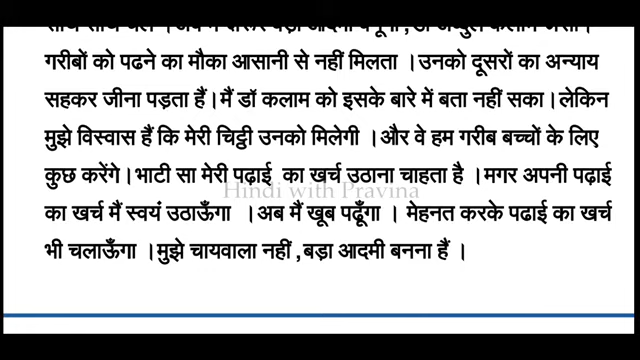 गरीबों को पढने का मौका आसानी से नहीं मिलता ।उनको दूसरों का अन्याय
सहकर जीना पड़ता हैं।मैं डॉ कलाम को इसके बारे में बता नहीं सका।लेकिन
मुझे विस्वास हैं कि मेरी चिट्ठी उनको मिलेगी ।और वे हम गरीब बच्चों के लिए
कुछ करेंगे।भाटी सा मेरी पढ़ाई का खर्च उठाना चाहता है ।मगर अपनी पढ़ाई
का खर्च मैं स्वयं उठाऊँगा ।अब मैं खूब पढूँगा । मेहनत करके पढाई का खर्च
भी चलाऊँगा ।मुझे चायवाला नहीं ,बड़ा आदमी बनना हैं ।
Hindi with Pravina